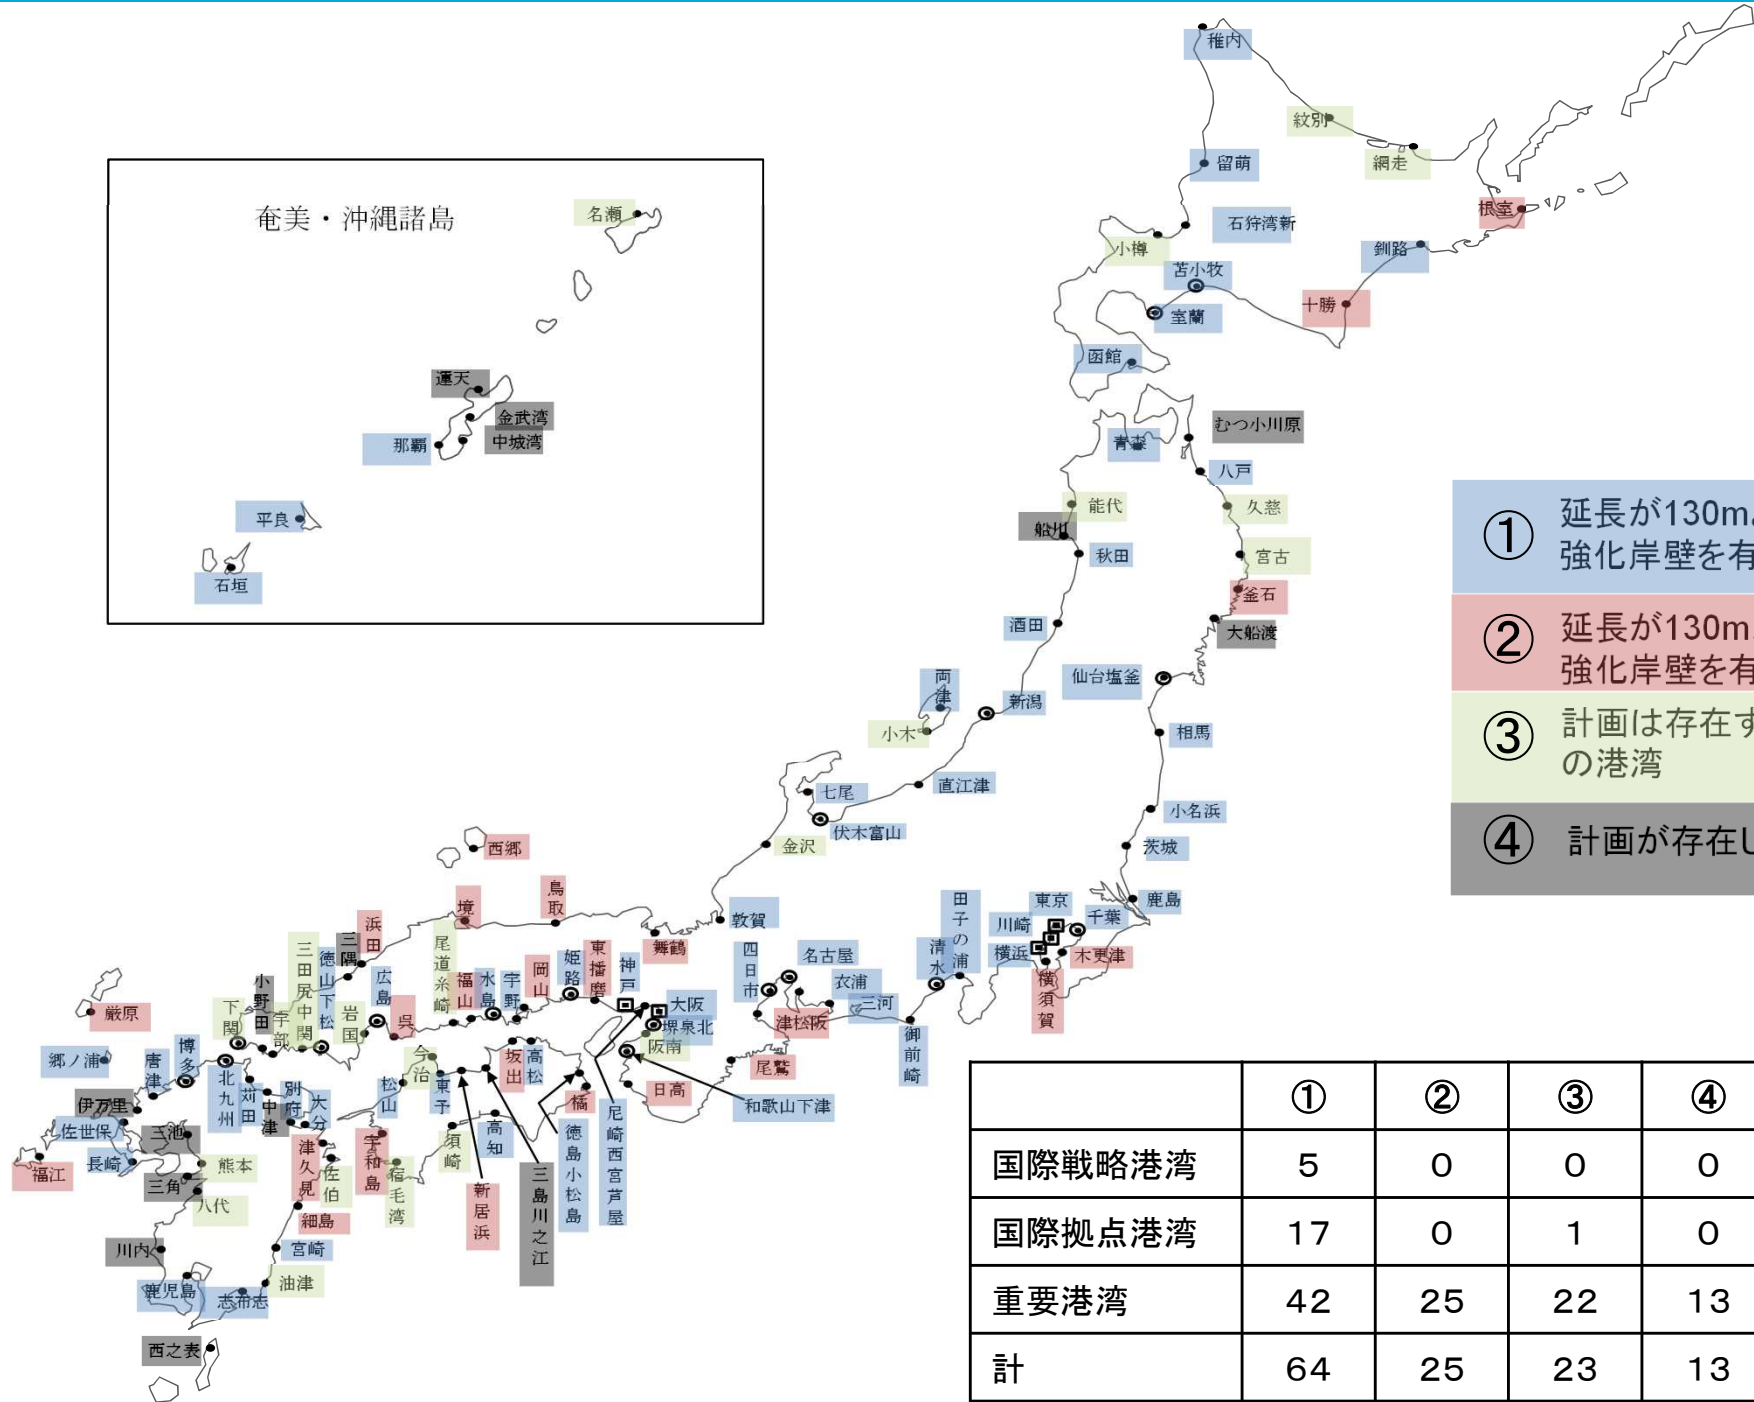 稚内
紋別
網走
留萌
根室
石狩湾新
小樽
釧路
苫小牧
十勝
室蘭
函館
奄美・沖縄諸島
名瀬
運天
金武湾
中城湾
那覇
平良
石垣
むつ小川原
青森
八戸
能代
久慈
船川
秋田
宮古
釜石
大船渡
酒田
仙台塩釜
両津
新潟
小木
相馬
七尾
直江津
伏木富山
小名浜
金沢
茨城
鹿島
① 延長が130m
強化岸壁を有
② 延長が130m
強化岸壁を有
③ 計画は存在す
の港湾
④ 計画が存在し
西郷
鳥取
境
浜田
三隅
敦賀
舞鶴
田子の浦
東京
川崎
千葉
横浜
木更津
横須賀
清水
名古屋
四日市
衣浦
三河
津松阪
御前崎
尾鷲
神戸
東播磨
姫路
岡山
宇野
水島
福山
尾道糸崎
大阪
堺泉北
阪南
日高
和歌山下津
呉
広島
岩国
徳山下松
三田尻中関
宇部
小野田
下関
厳原
郷ノ浦
唐津
博多
北九州
苅田
中津
別府
大分
松山
今治
東予
坂出
高松
橘
高知
須崎
宇和島
宿毛湾
新居浜
三島川之江
徳島小松島
尼崎西宮芦屋
伊万里
佐世保
三池
長崎
福江
熊本
三角
八代
津久見
佐伯
細島
宮崎
油津
川内
鹿児島
志布志
西之表
① ② ③ ④
国際戦略港湾 5 0 0 0
国際拠点港湾 17 0 1 0
重要港湾 42 25 22 13
計 64 25 23 13